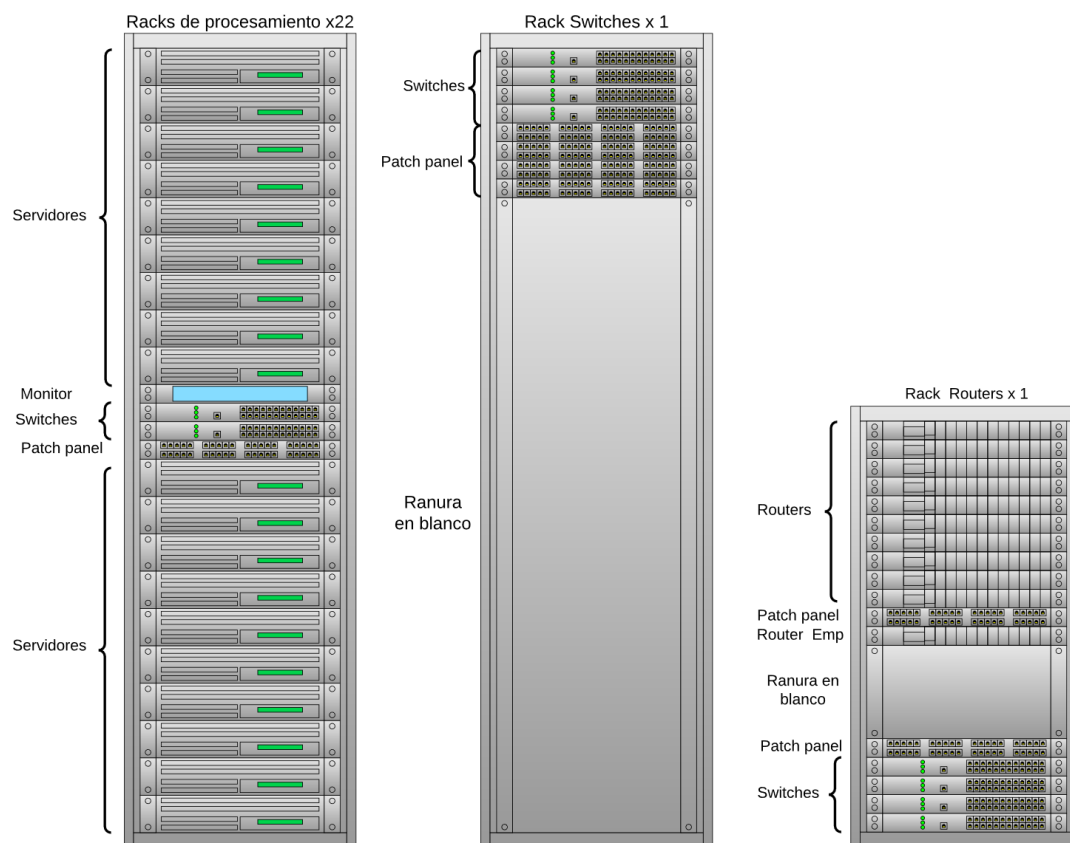 Racks de procesamiento x22
Servidores
Monitor
Switches
Patch panel
Servidores
Rack Switches x 1
Switches
Patch panel
Ranura
en blanco
Rack Routers x 1
Routers
Patch panel
Router Emp
Ranura en
blanco
Patch panel
Switches